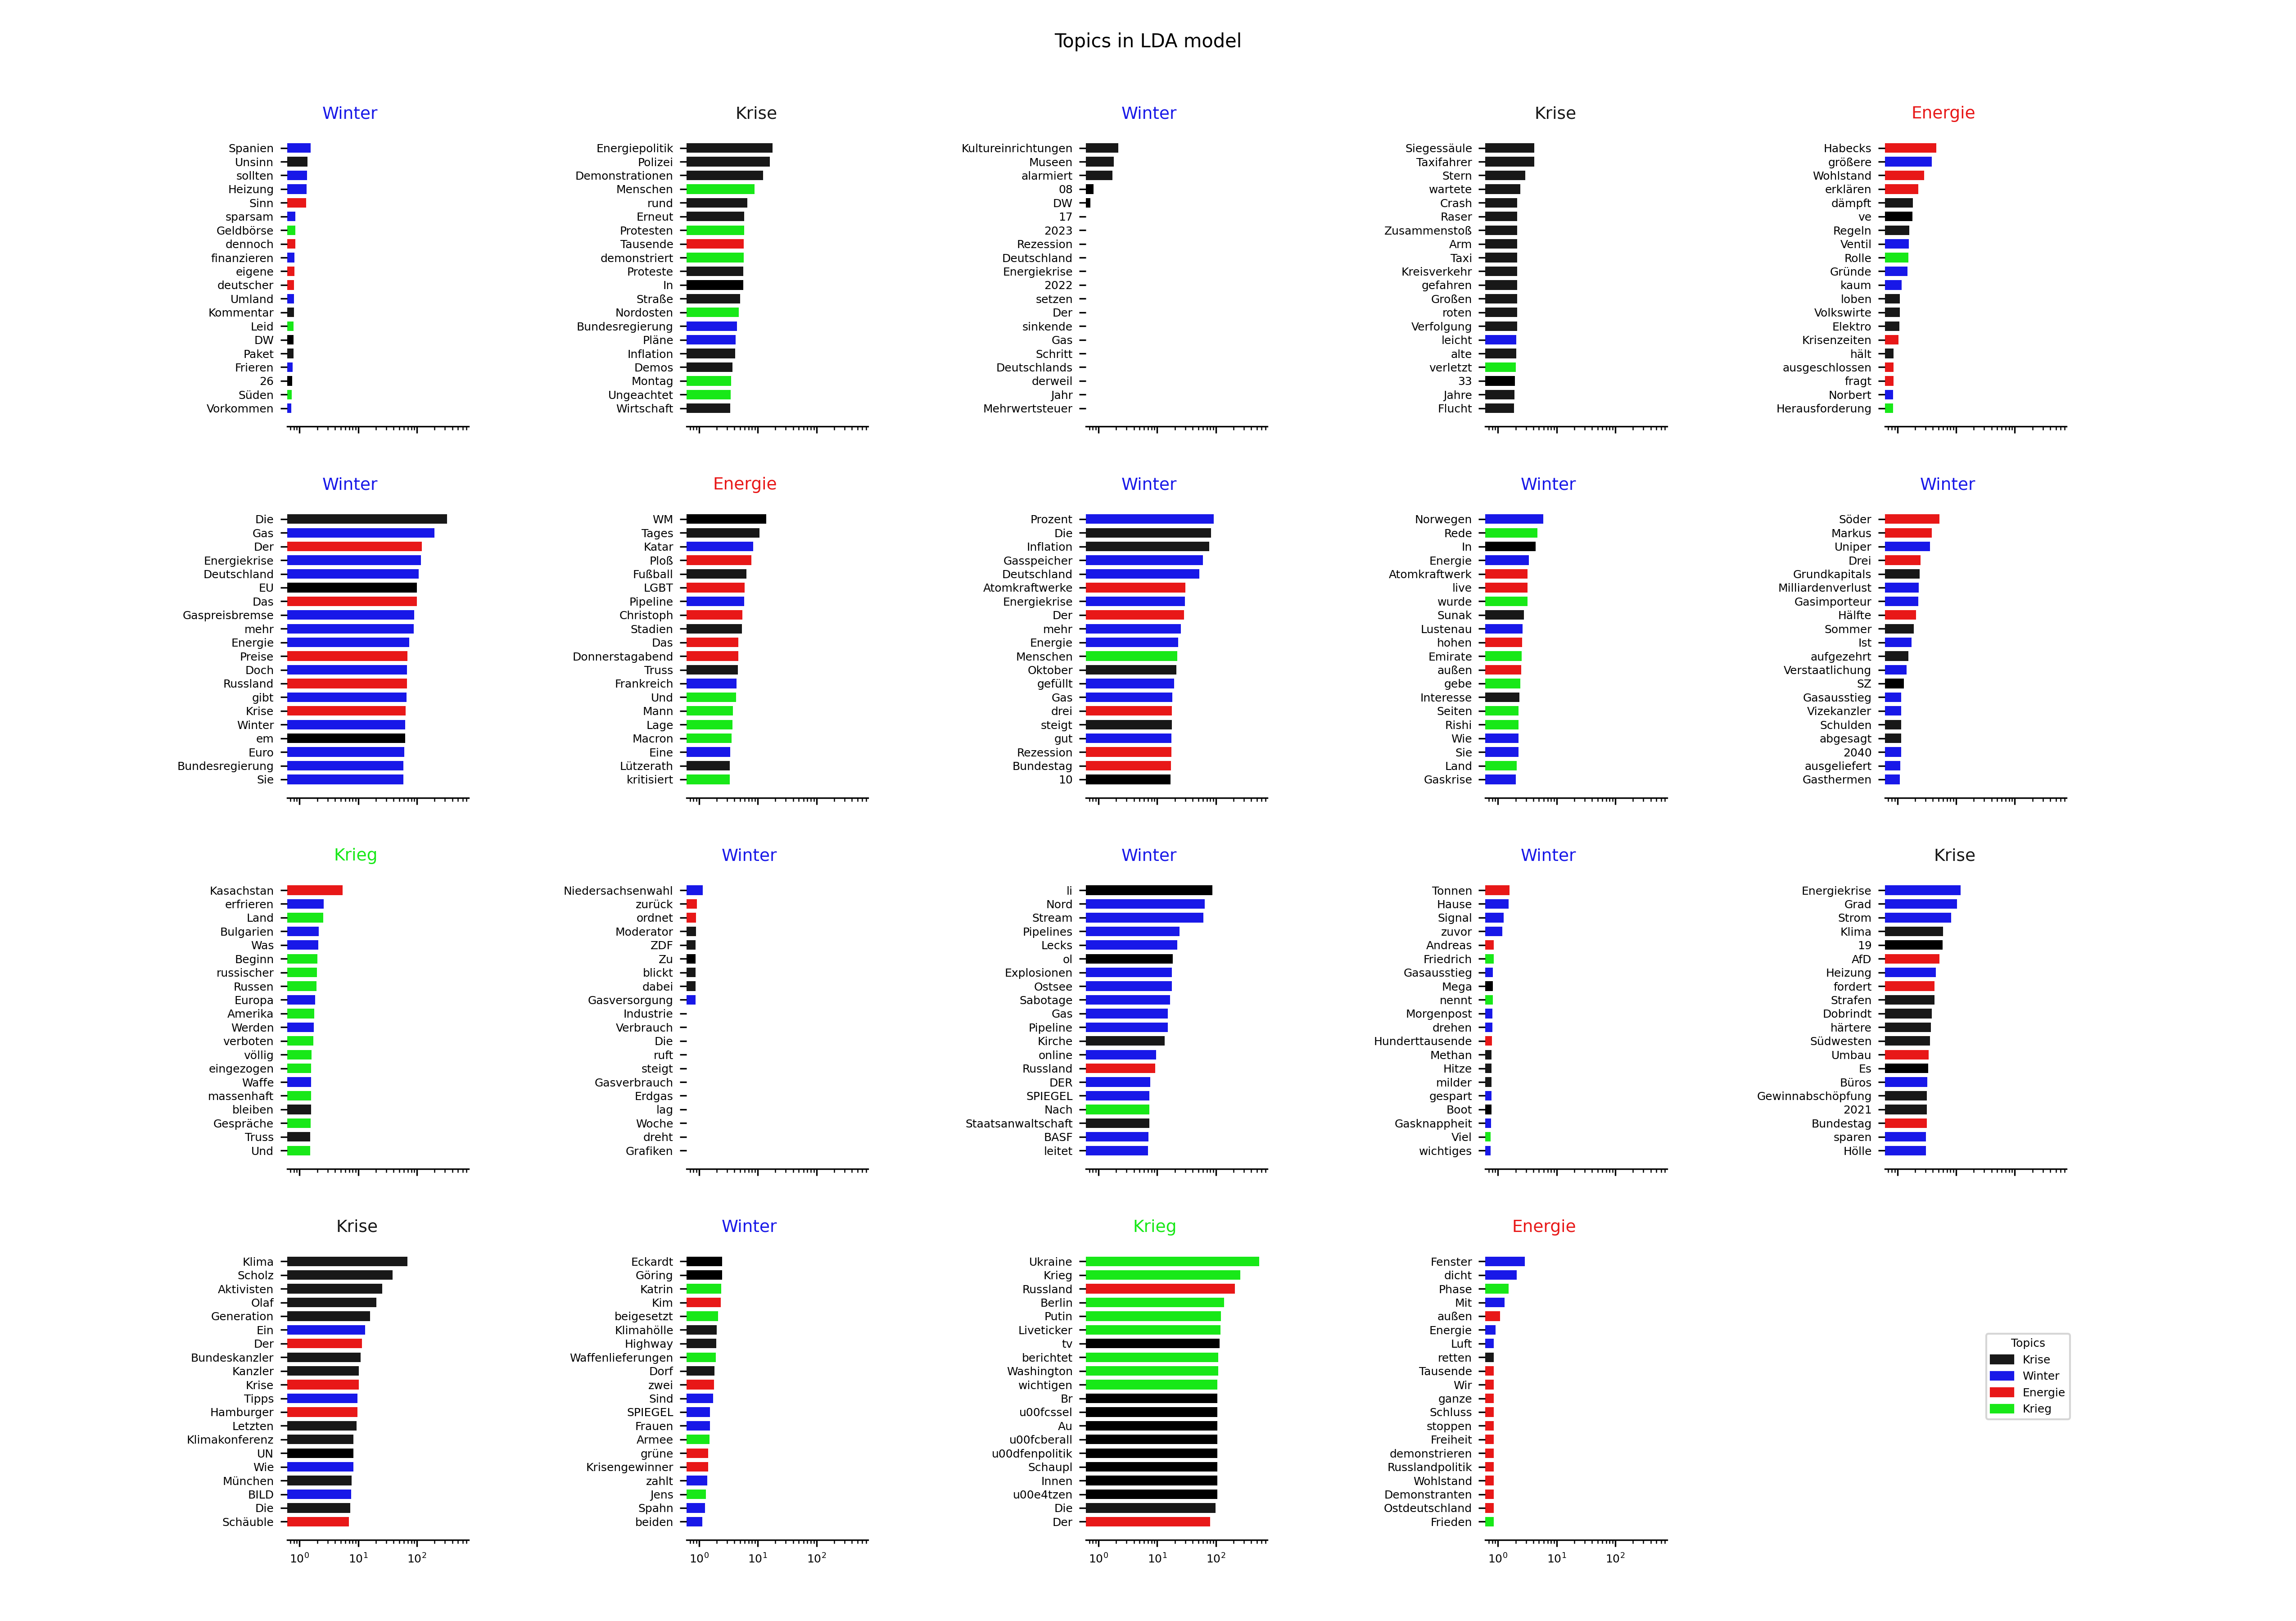 Topics in LDA model
Winter
Spanien
Unsinn
sollten
Heizung
Sinn
sparsam
Geldbörse
dennoch
finanzieren
eigene
deutscher
Umland
Kommentar
Leid
DW
Paket
Frieren
26
Süden
Vorkommen
Krise
Energiepolitik
Polizei
Demonstrationen
Menschen
rund
Erneut
Protesten
Tausende
demonstriert
Proteste
In
Straße
Nordosten
Bundesregierung
Pläne
Inflation
Demos
Montag
Ungeachtet
Wirtschaft
Winter
Kultureinrichtungen
Museen
alarmiert
08
DW
17
2023
Rezession
Deutschland
Energiekrise
2022
setzen
Der
sinkende
Gas
Schritt
Deutschlands
derweil
Jahr
Mehrwertsteuer
Krise
Siegessäule
Taxifahrer
Stern
wartete
Crash
Raser
Zusammenstoß
Arm
Taxi
Kreisverkehr
gefahren
Großen
roten
Verfolgung
leicht
alte
verletzt
33
Jahre
Flucht
Energie
Habecks
größere
Wohlstand
erklären
dämpft
ve
Regeln
Ventil
Rolle
Gründe
kaum
loben
Volkswirte
Elektro
Krisenzeiten
hält
ausgeschlossen
fragt
Norbert
Herausforderung
Winter
Die
Gas
Der
Energiekrise
Deutschland
EU
Das
Gaspreisbremse
mehr
Energie
Preise
Doch
Russland
gibt
Krise
Winter
em
Euro
Bundesregierung
Sie
Energie
WM
Tages
Katar
Ploß
Fußball
LGBT
Pipeline
Christoph
Stadien
Das
Donnerstagabend
Truss
Frankreich
Und
Mann
Lage
Macron
Eine
Lützerath
kritisiert
Winter
Prozent
Die
Inflation
Gasspeicher
Deutschland
Atomkraftwerke
Energiekrise
Der
mehr
Energie
Menschen
Oktober
gefüllt
Gas
drei
steigt
gut
Rezession
Bundestag
10
Winter
Norwegen
Rede
In
Energie
Atomkraftwerk
live
wurde
Sunak
Lustenau
hohen
Emirate
außen
gebe
Interesse
Seiten
Rishi
Wie
Sie
Land
Gaskrise
Winter
Söder
Markus
Uniper
Drei
Grundkapitals
Milliardenverlust
Gasimporteur
Hälfte
Sommer
Ist
aufgezehrt
Verstaatlichung
SZ
Gasausstieg
Vizekanzler
Schulden
abgesagt
2040
ausgeliefert
Gasthermen
Krieg
Kasachstan
erfrieren
Land
Bulgarien
Was
Beginn
russischer
Russen
Europa
Amerika
Werden
verboten
völlig
eingezogen
Waffe
massenhaft
bleiben
Gespräche
Truss
Und
Winter
Niedersachsenwahl
zurück
ordnet
Moderator
ZDF
Zu
blickt
dabei
Gasversorgung
Industrie
Verbrauch
Die
ruft
steigt
Gasverbrauch
Erdgas
lag
Woche
dreht
Grafiken
Winter
li
Nord
Stream
Pipelines
Lecks
ol
Explosionen
Ostsee
Sabotage
Gas
Pipeline
Kirche
online
Russland
DER
SPIEGEL
Nach
Staatsanwaltschaft
BASF
leitet
Winter
Tonnen
Hause
Signal
zuvor
Andreas
Friedrich
Gasausstieg
Mega
nennt
Morgenpost
drehen
Hunderttausende
Methan
Hitze
milder
gespart
Boot
Gasknappheit
Viel
wichtiges
Krise
Energiekrise
Grad
Strom
Klima
19
AfD
Heizung
fordert
Strafen
Dobrindt
härtere
Südwesten
Umbau
Es
Büros
Gewinnabschöpfung
2021
Bundestag
sparen
Hölle
Krise
Klima
Scholz
Aktivisten
Olaf
Generation
Ein
Der
Bundeskanzler
Kanzler
Krise
Tipps
Hamburger
Letzten
Klimakonferenz
UN
Wie
München
BILD
Die
Schäuble
10⁰ 10¹ 10²
Winter
Eckardt
Göring
Katrin
Kim
beigesetzt
Klimahölle
Highway
Waffenlieferungen
Dorf
zwei
Sind
SPIEGEL
Frauen
Armee
grüne
Krisengewinner
zahlt
Jens
Spahn
beiden
10⁰ 10¹ 10²
Krieg
Ukraine
Krieg
Russland
Berlin
Putin
Liveticker
tv
berichtet
Washington
wichtigen
Br
u00fcssel
Au
u00fcberall
u00dfenpolitik
Schaupl
Innen
u00e4tzen
Die
Der
10⁰ 10¹ 10²
Energie
Fenster
dicht
Phase
Mit
außen
Energie
Luft
retten
Tausende
Wir
ganze
Schluss
stoppen
Freiheit
demonstrieren
Russlandpolitik
Wohlstand
Demonstranten
Ostdeutschland
Frieden
10⁰ 10¹ 10²
Topics
Krise
Winter
Energie
Krieg